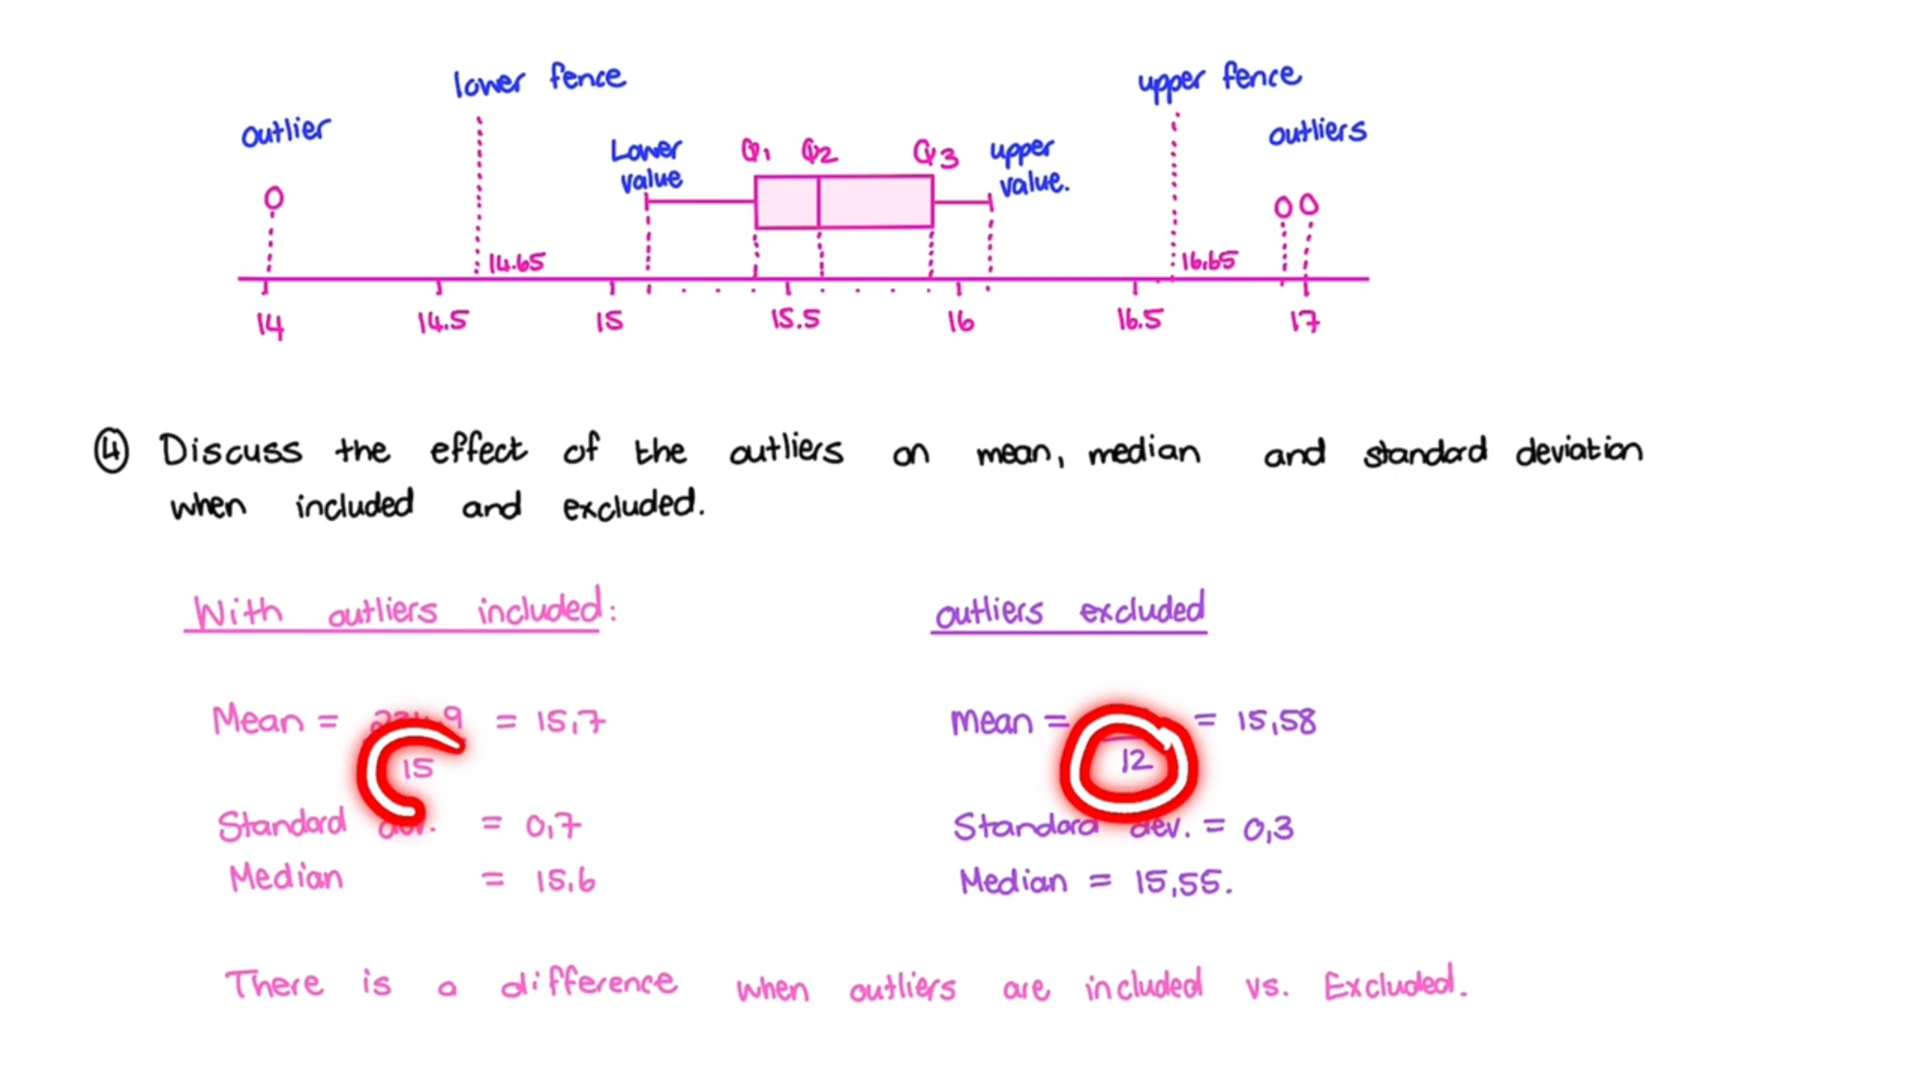 lower fence
upper fence
outlier
outliers
Lower
value
Q1 Q2 Q3
upper
value.
14.65
16.65
14 14.5 15 15.5 16 16.5 17
④ Discuss the effect of the outliers on mean, median and standard deviation
when included and excluded.
With outliers included:
outliers excluded
Mean = = 15,7
15
Mean = = 15,58
12
Standard dev. = 0,7
Standard dev. = 0,3
Median = 15,6
Median = 15,55.
There is a difference when outliers are included vs. Excluded.